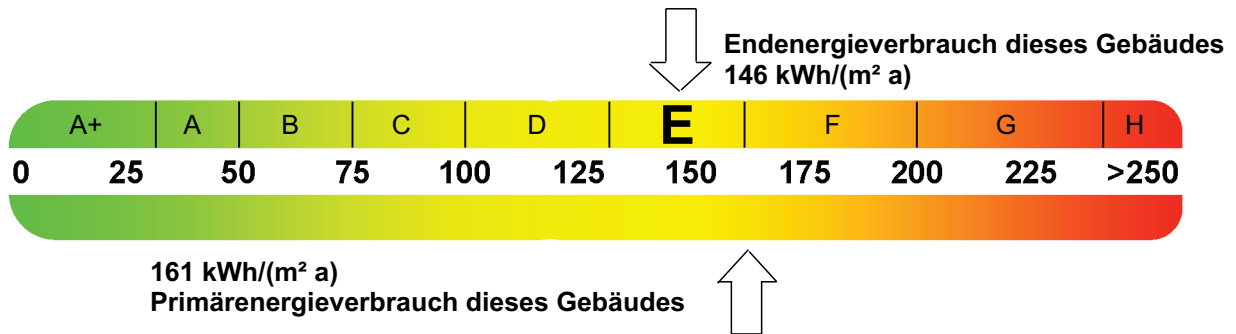 Endenergieverbrauch dieses Gebäudes
146 kWh/(m² a)
A+ A B C D E F G H
0 25 50 75 100 125 150 175 200 225 >250
161 kWh/(m² a)
Primärenergieverbrauch dieses Gebäudes